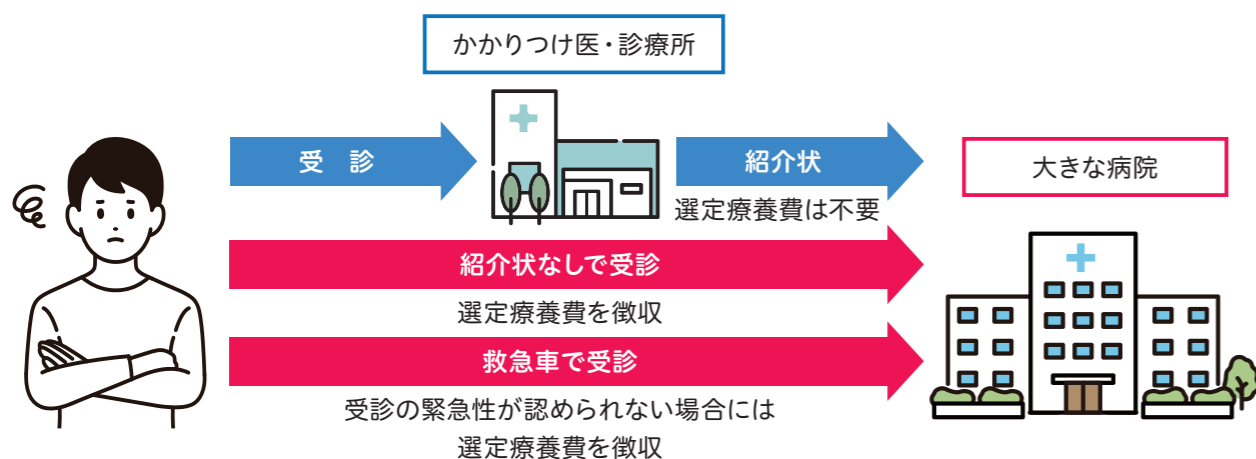 かかりつけ医・診療所
受 診
紹介状
大きな病院
選定療養費は不要
紹介状なしで受診
選定療養費を徴収
救急車で受診
受診の緊急性が認められない場合には
選定療養費を徴収